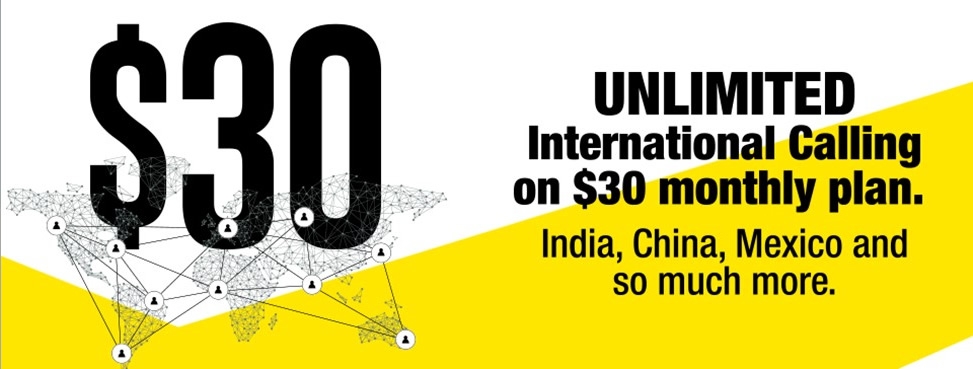 $30
UNLIMITED
International Calling
on $30 monthly plan.
India, China, Mexico and
so much more.